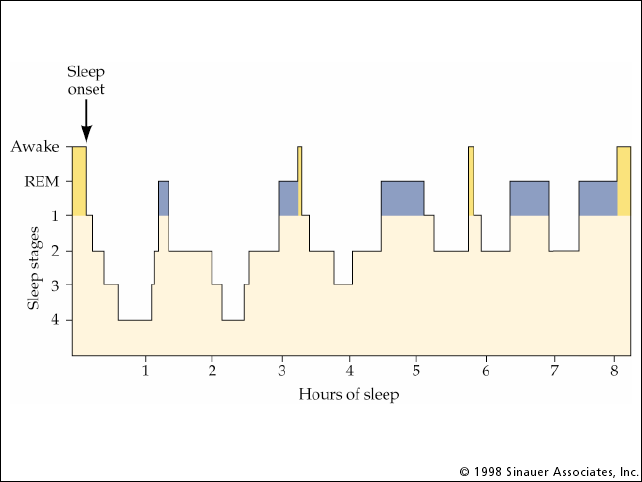 Sleep
onset
Awake
REM
1
2
3
4
Sleep stages
1 2 3 4 5 6 7 8
Hours of sleep
© 1998 Sinauer Associates, Inc.